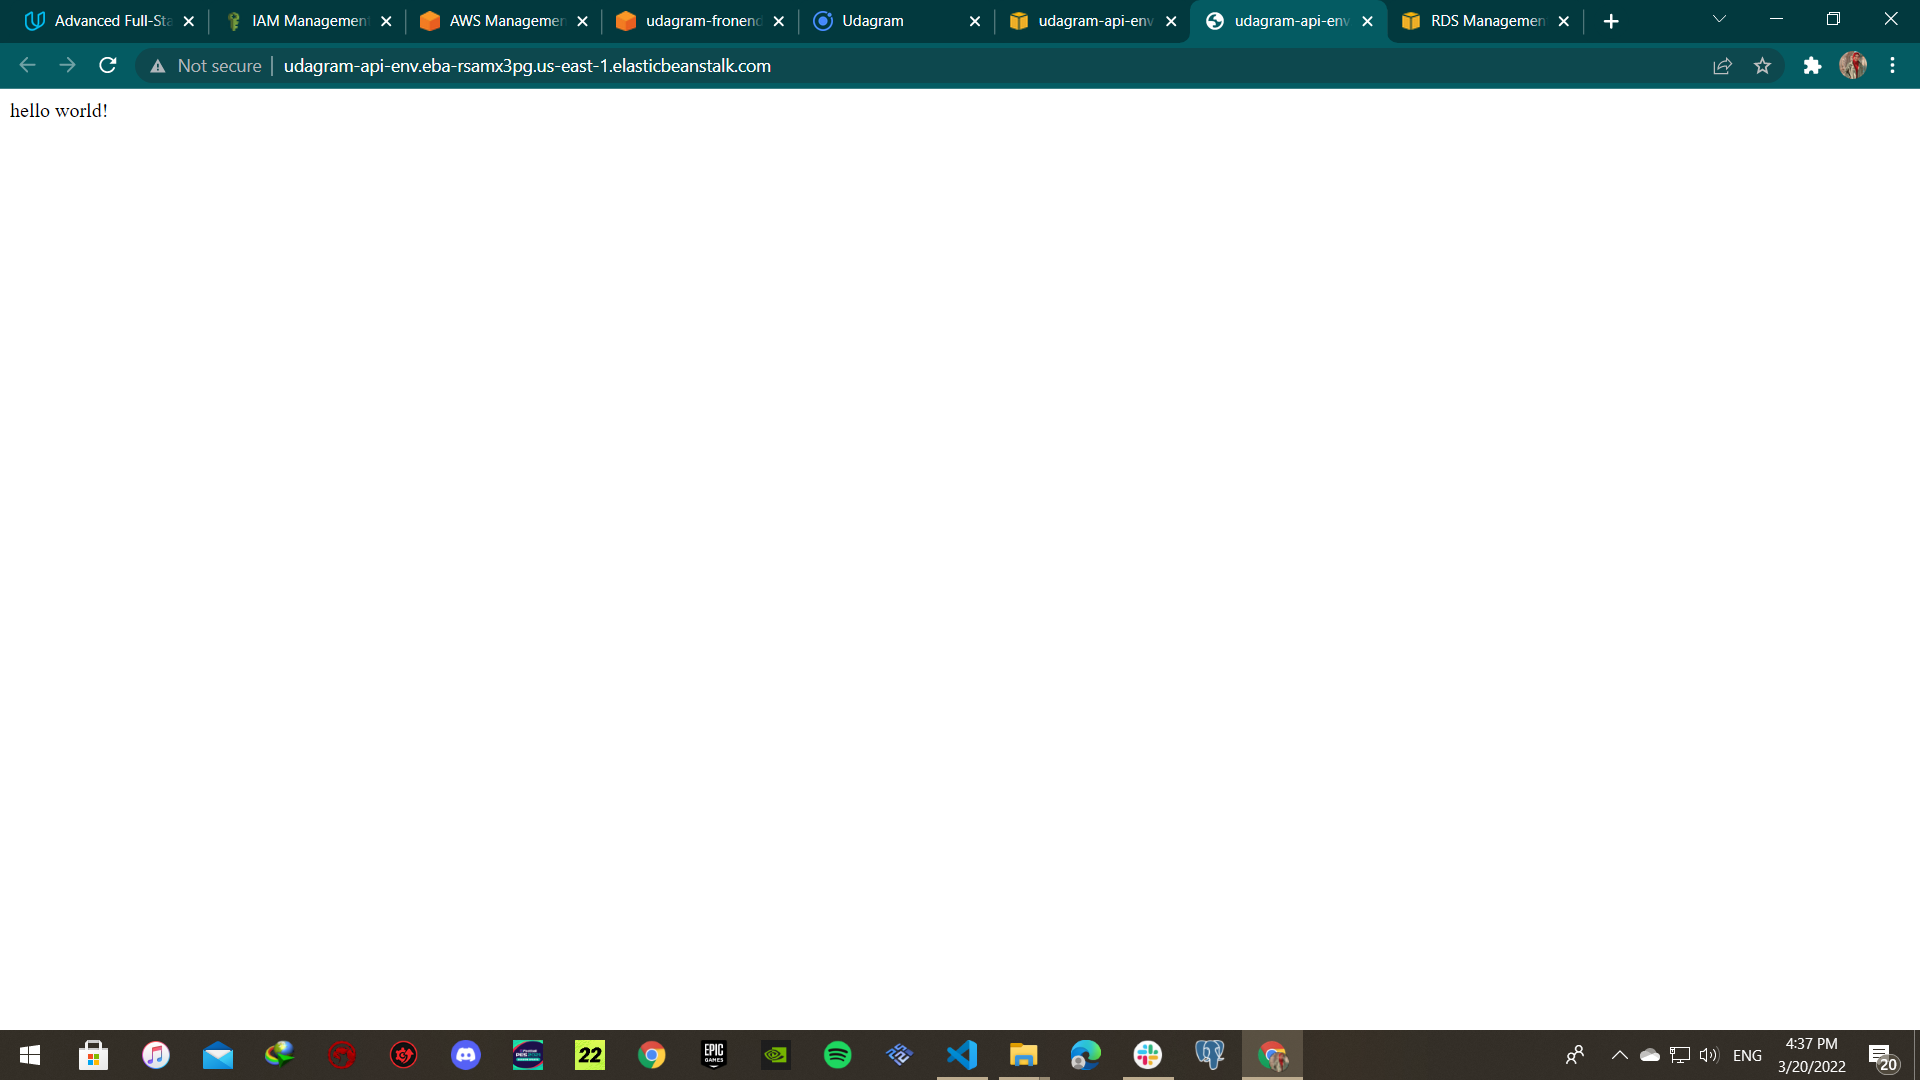 Advanced Full-Sta
IAM Management
AWS Managemen
udagram-fronend
Udagram
udagram-api-env
udagram-api-env
RDS Managemen
Not secure
udagram-api-env.eba-rsamx3pg.us-east-1.elasticbeanstalk.com
hello world!
22
EPIC
GAMES
ENG
4:37 PM
3/20/2022
20